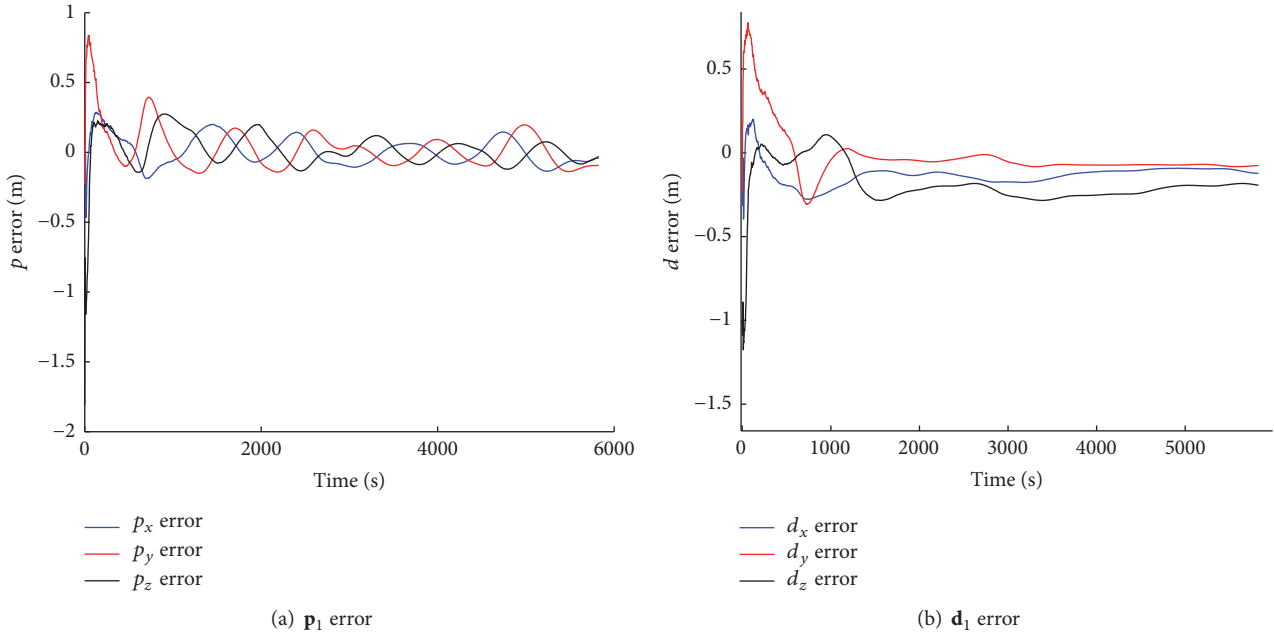 1
0.5
0
−0.5
−1
−1.5
−2
p error (m)
0 2000 4000 6000
Time (s)
p_x error
p_y error
p_z error
(a) p_1 error
0.5
0
−0.5
−1
−1.5
d error (m)
0 1000 2000 3000 4000 5000
Time (s)
d_x error
d_y error
d_z error
(b) d_1 error